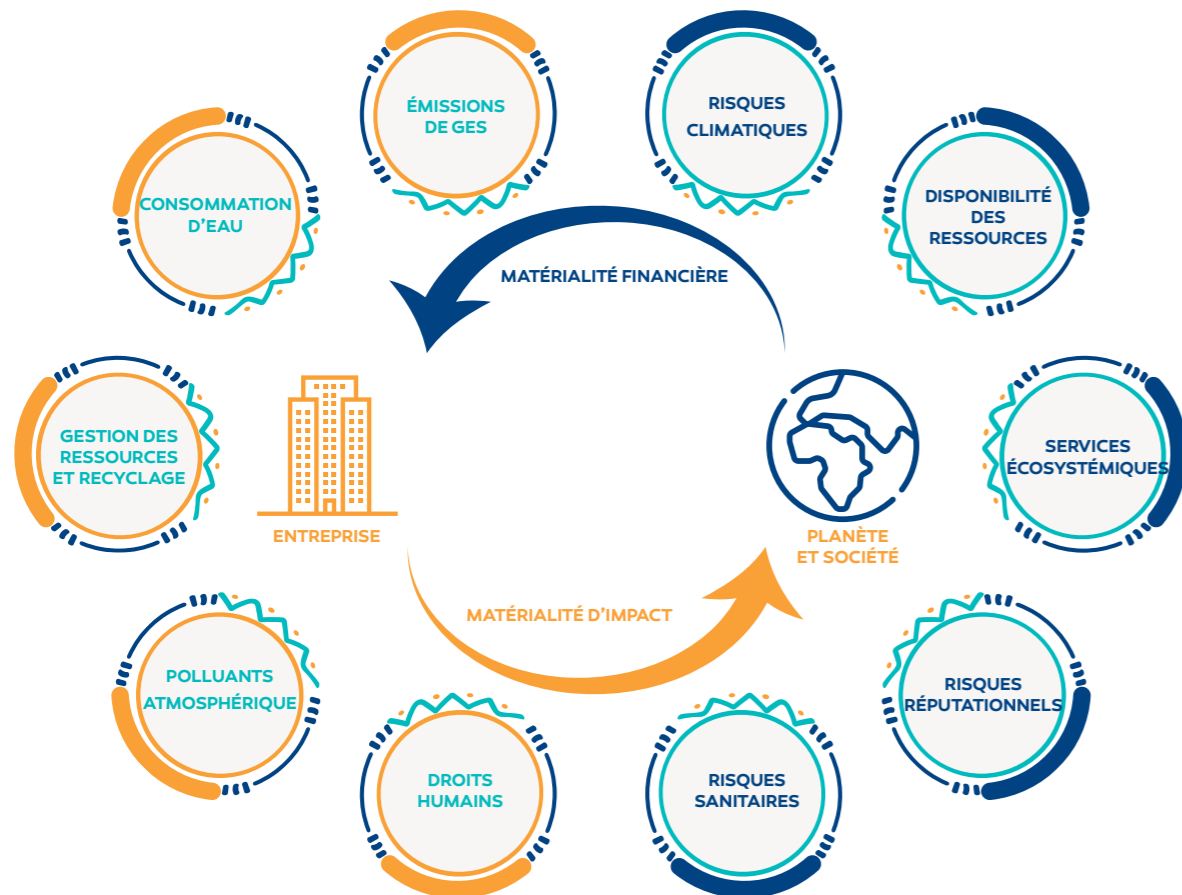 ÉMISSIONS
DE GES
RISQUES
CLIMATIQUES
CONSOMMATION
D'EAU
DISPONIBILITÉ
DES
RESSOURCES
MATÉRIALITÉ FINANCIÈRE
GESTION DES
RESSOURCES
ET RECYCLAGE
SERVICES
ÉCOSYSTÉMIQUES
ENTREPRISE
PLANÈTE
ET SOCIÉTÉ
MATÉRIALITÉ D'IMPACT
POLLUANTS
ATMOSPHÉRIQUE
RISQUES
RÉPUTATIONNELS
DROITS
HUMAINS
RISQUES
SANITAIRES